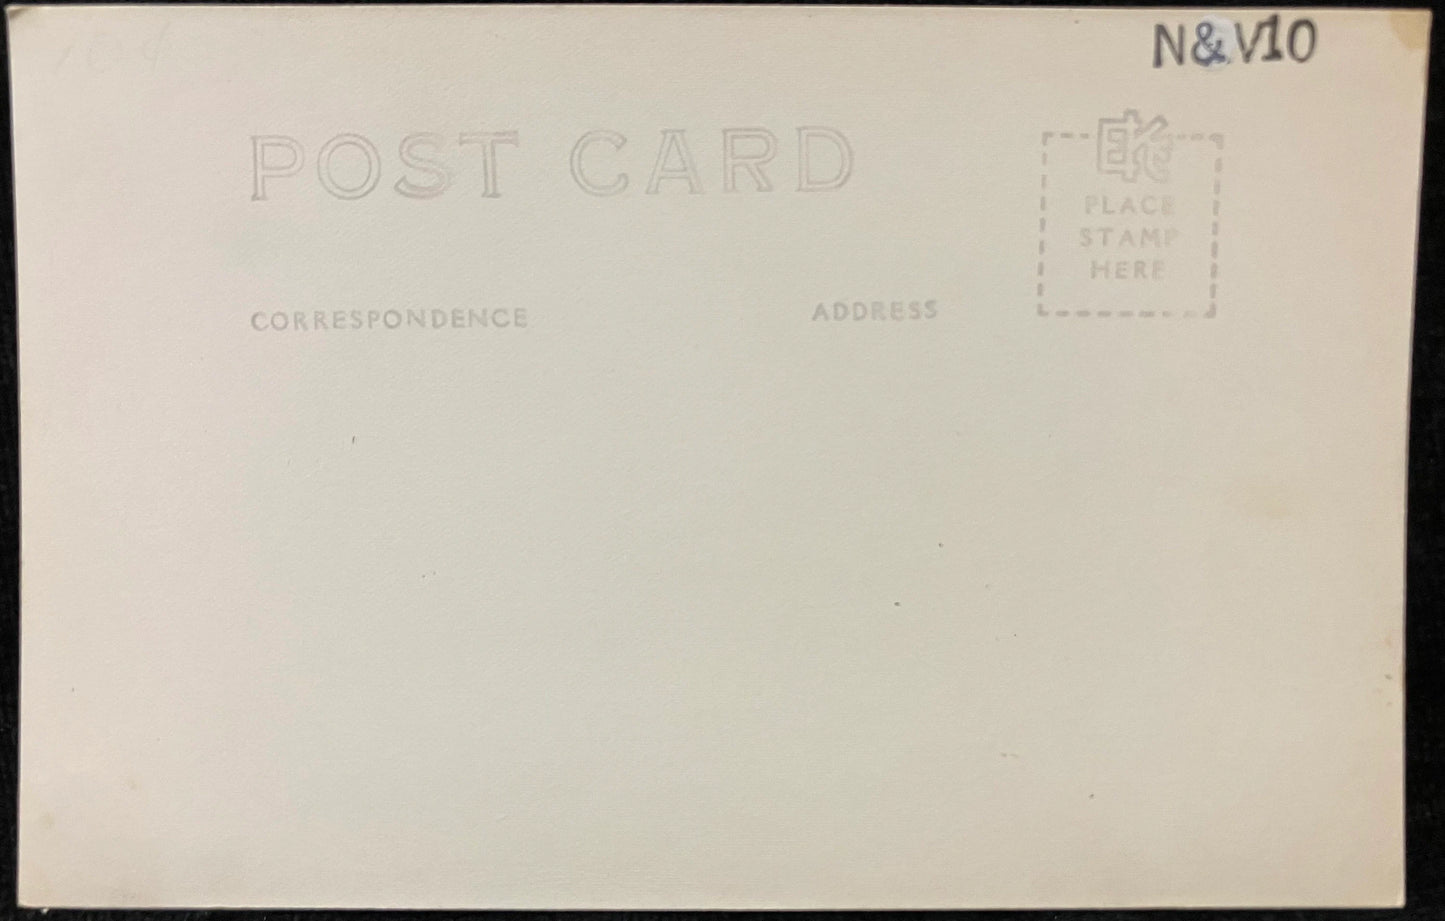 N&V10
POST CARD
PLACE
STAMP
HERE
CORRESPONDENCE
ADDRESS